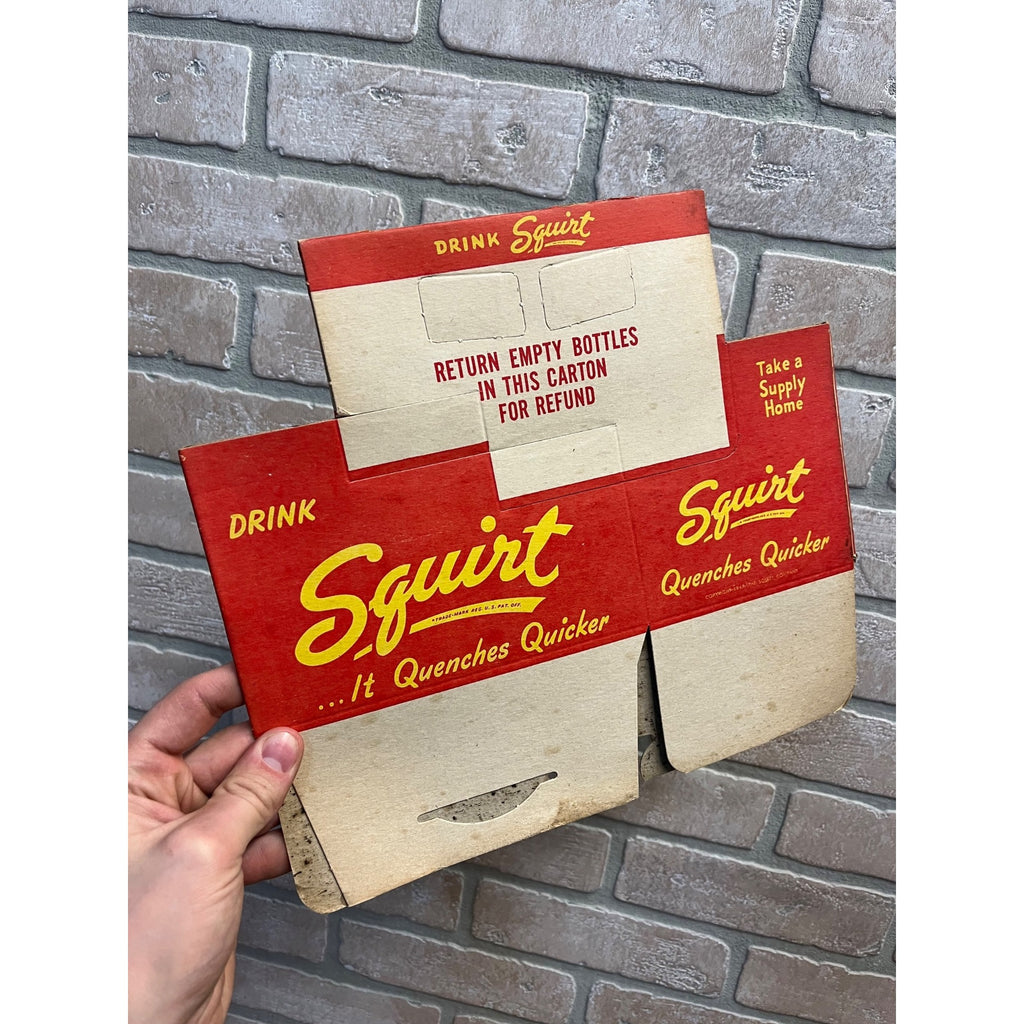 DRINK Squirt
RETURN EMPTY BOTTLES
IN THIS CARTON
FOR REFUND
Take a
Supply
Home
DRINK
Squirt
TRADE-MARK REG. U.S. PAT. OFF.
...It Quenches Quicker
Squirt
Quenches Quicker